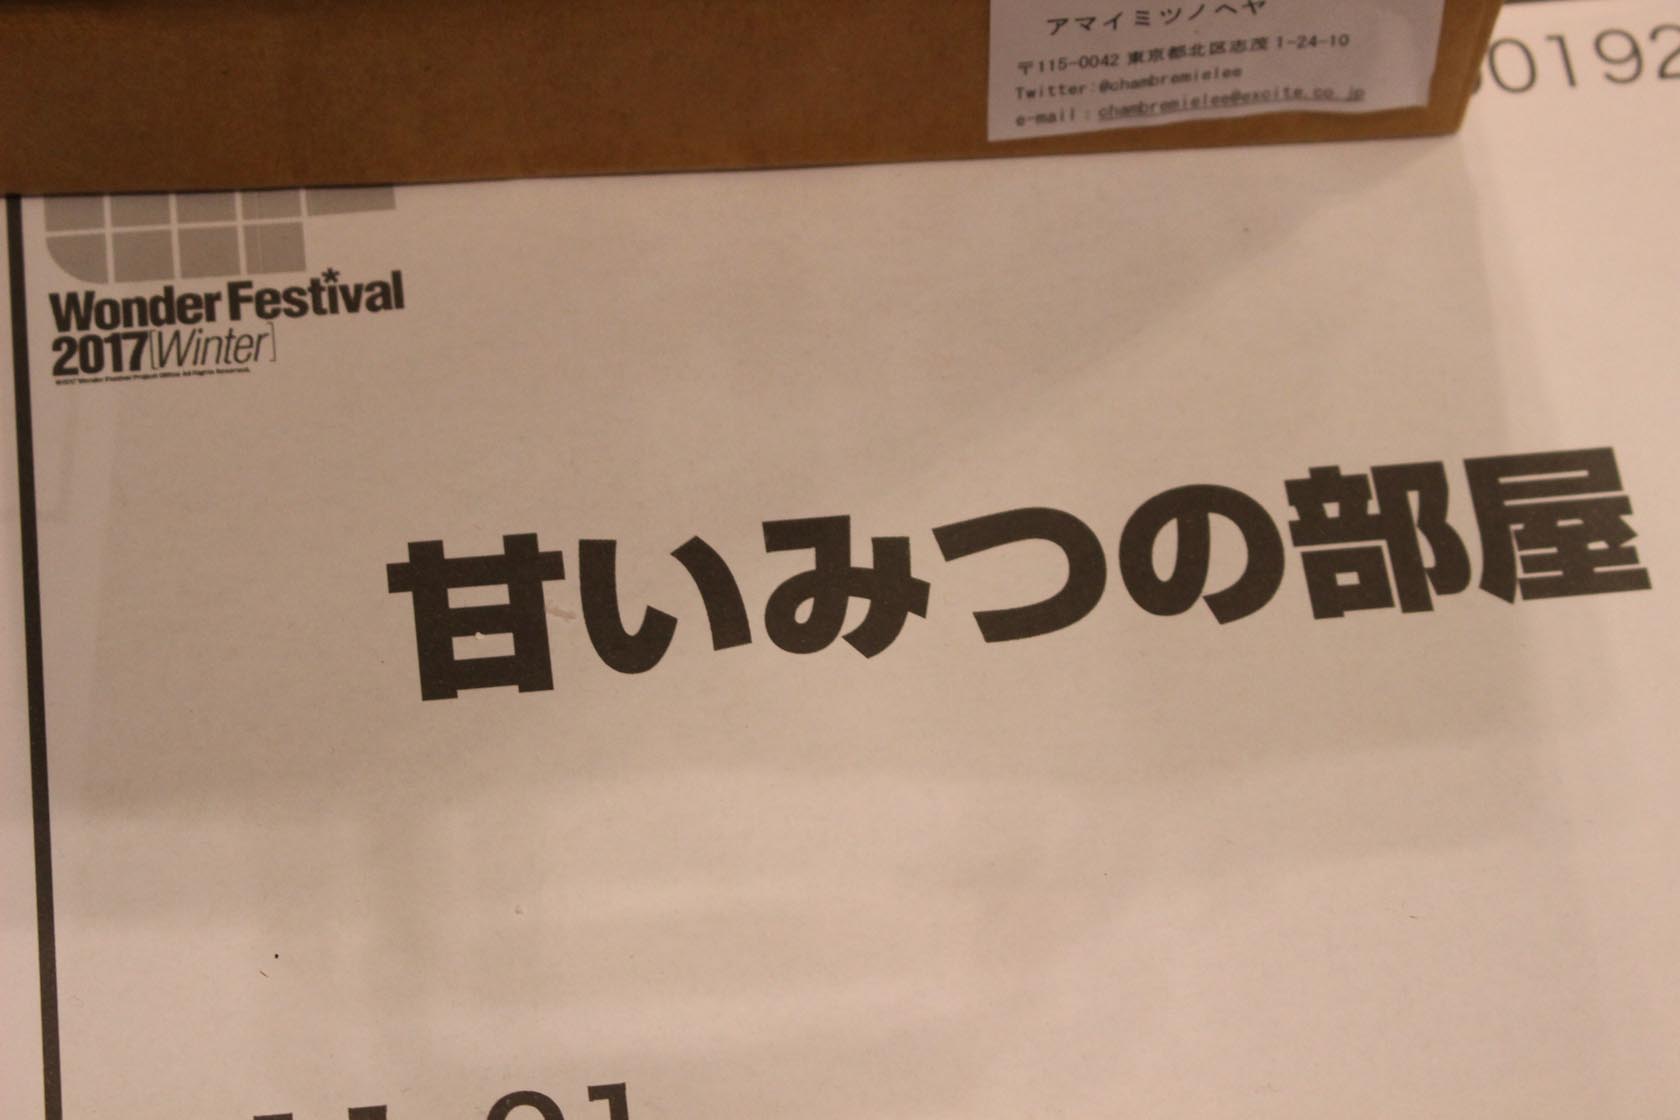 アマイミツノヘヤ
〒115-0042 東京都北区志茂 1-24-10
Twitter:@chambremielee
e-mail：chambremielee@excite.co.jp
0192
Wonder Festival
2017[Winter]
甘いみつの部屋